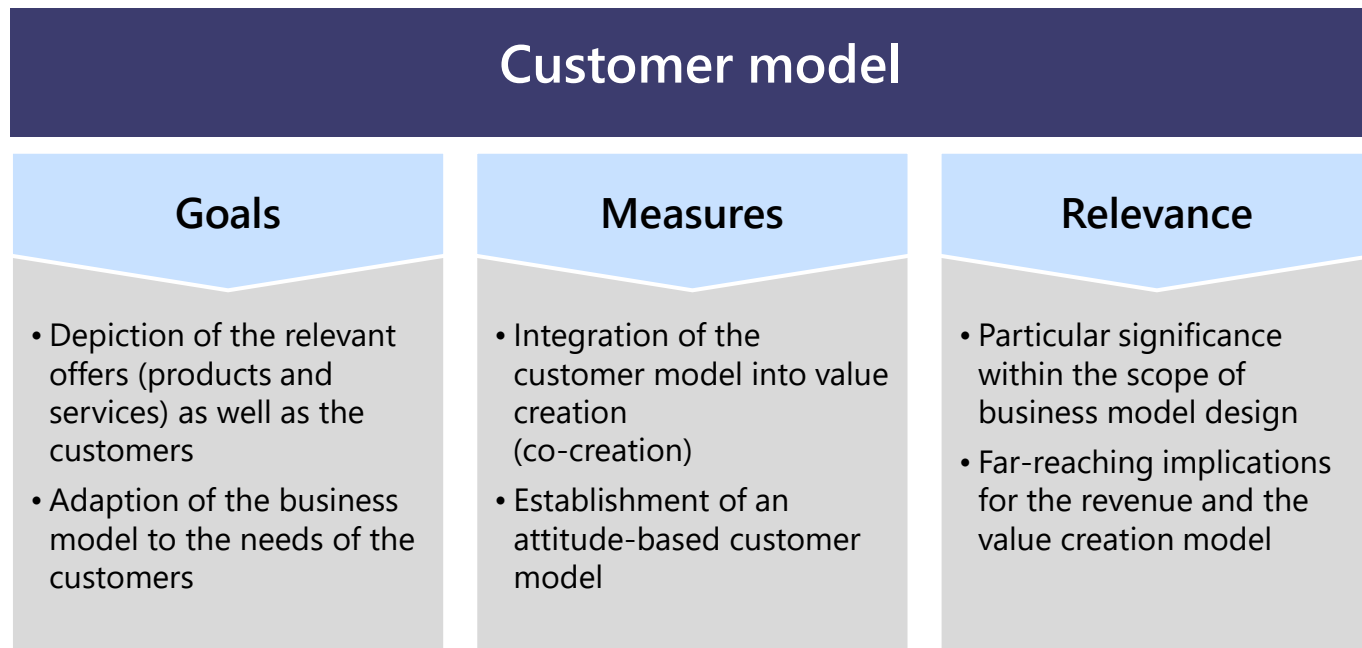 Customer model
Goals
• Depiction of the relevant
offers (products and
services) as well as the
customers
• Adaption of the business
model to the needs of the
customers
Measures
• Integration of the
customer model into value
creation
(co-creation)
• Establishment of an
attitude-based customer
model
Relevance
• Particular significance
within the scope of
business model design
• Far-reaching implications
for the revenue and the
value creation model